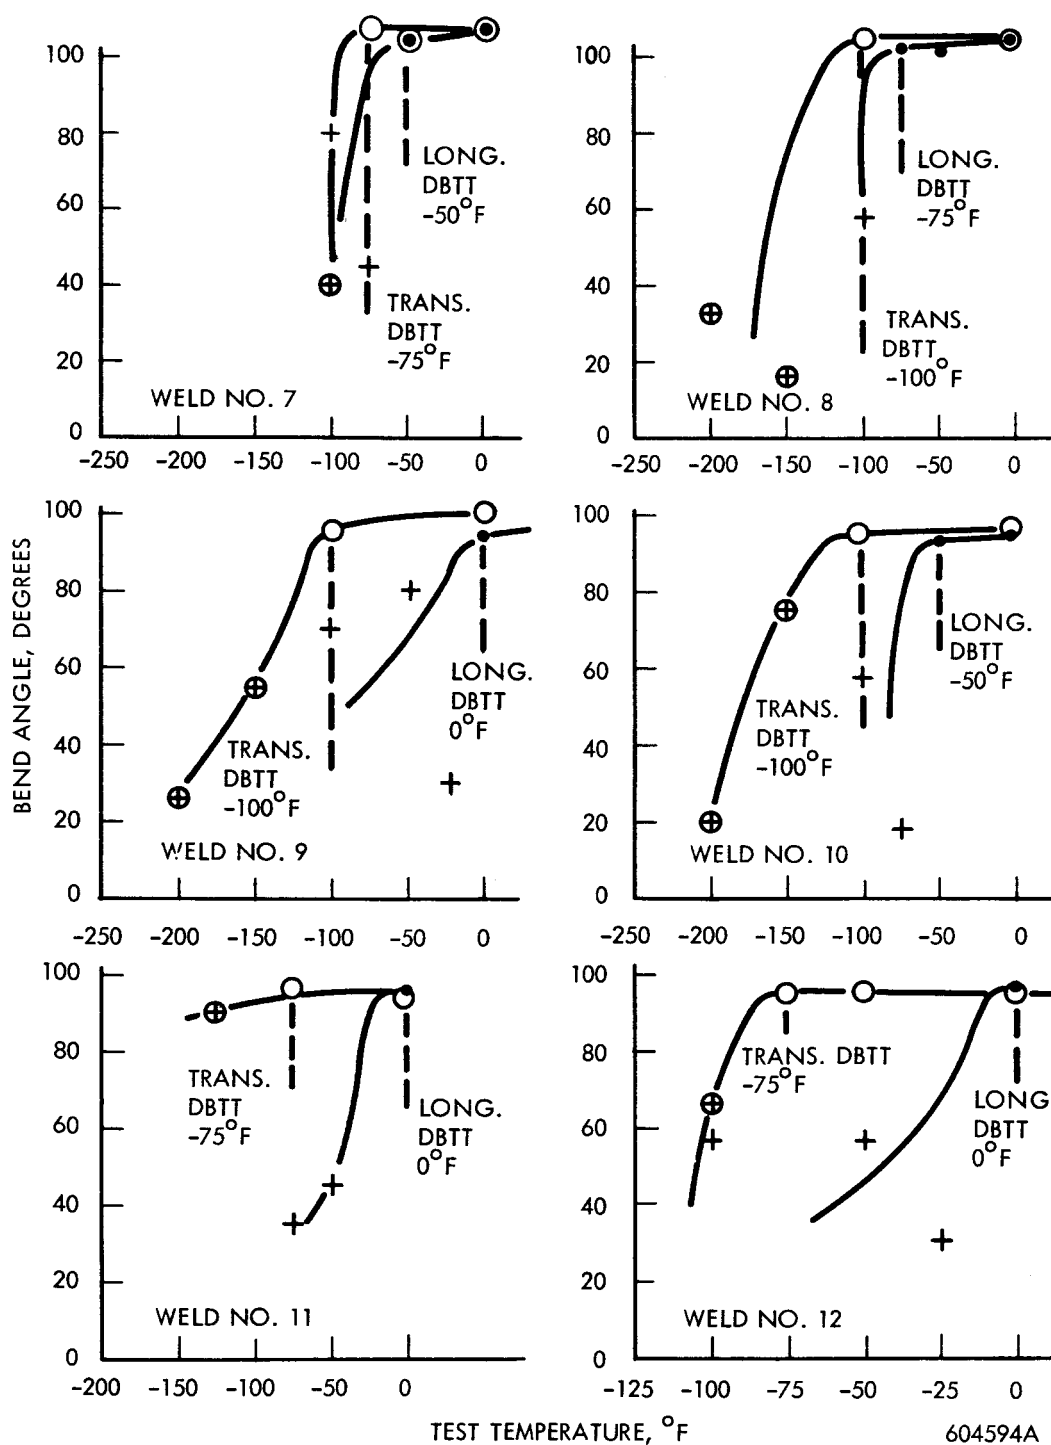 100
80
60
40
20
0
LONG.
DBTT
-50°F
TRANS.
DBTT
-75°F
WELD NO. 7
-250 -200 -150 -100 -50 0
100
80
60
40
20
0
LONG.
DBTT
-75°F
TRANS.
DBTT
-100°F
WELD NO. 8
-250 -200 -150 -100 -50 0
BEND ANGLE, DEGREES
100
80
60
40
20
0
LONG.
DBTT
0°F
TRANS.
DBTT
-100°F
WELD NO. 9
-250 -200 -150 -100 -50 0
100
80
60
40
20
0
LONG.
DBTT
-50°F
TRANS.
DBTT
-100°F
WELD NO. 10
-250 -200 -150 -100 -50 0
100
80
60
40
20
0
TRANS.
DBTT
-75°F
LONG.
DBTT
0°F
WELD NO. 11
-200 -150 -100 -50 0
100
80
60
40
20
0
TRANS. DBTT
-75°F
LONG
DBTT
0°F
WELD NO. 12
-125 -100 -75 -50 -25 0
TEST TEMPERATURE, °F
604594A